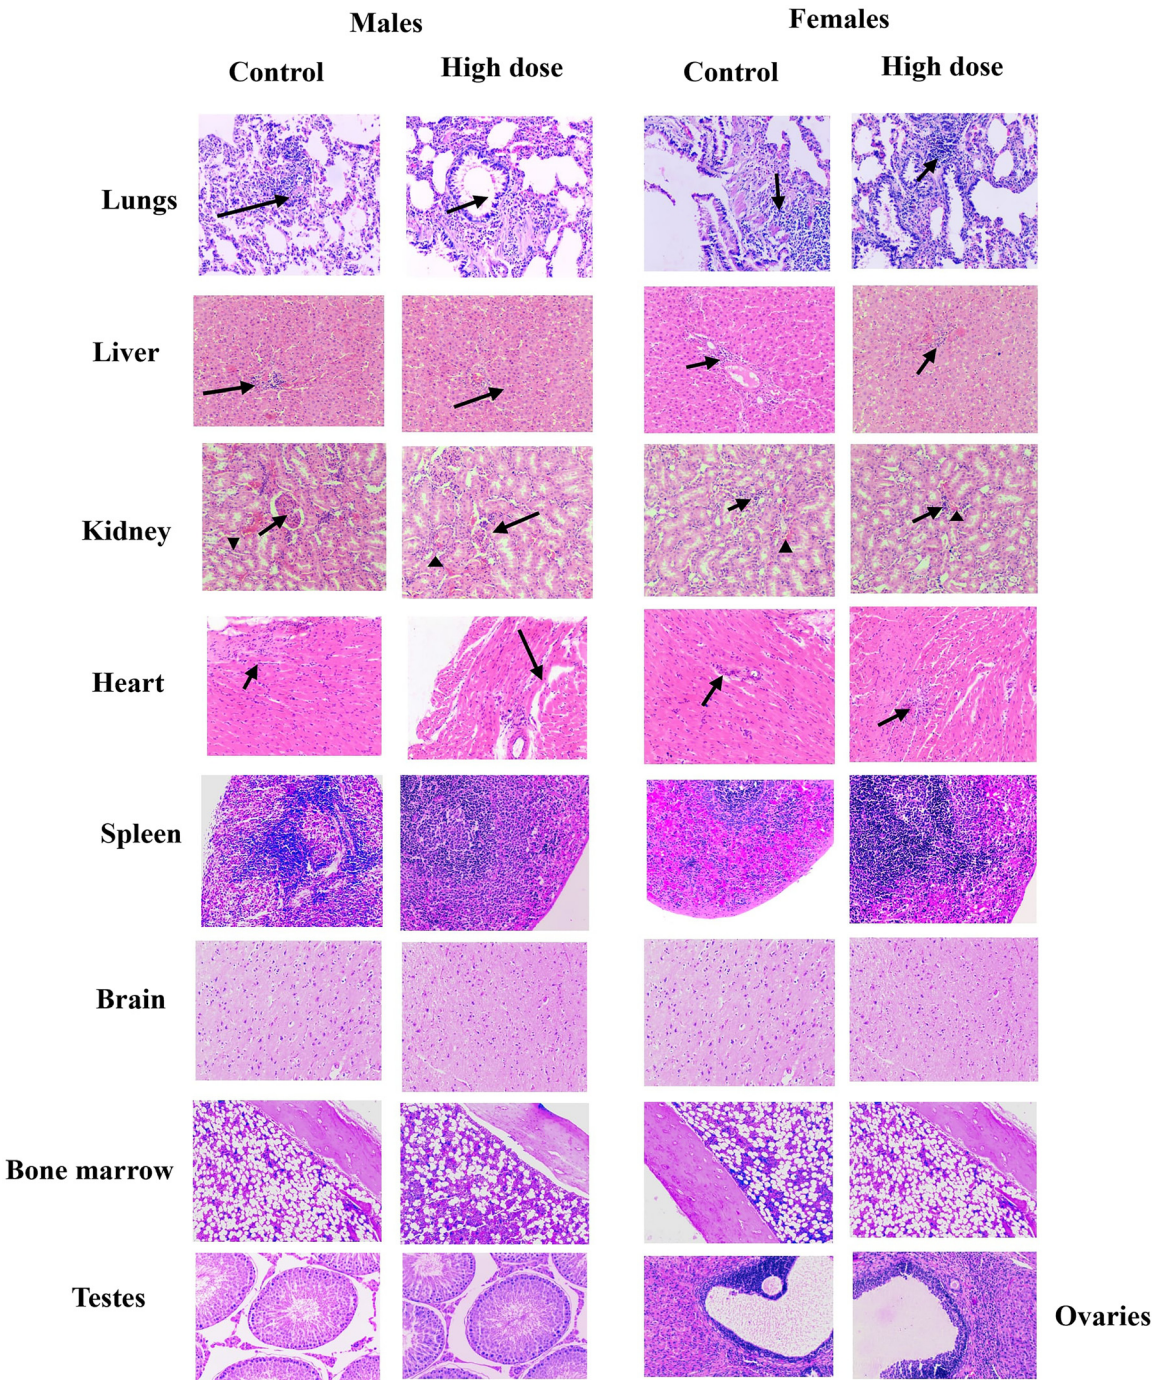 Males
Females
Control
High dose
Control
High dose
Lungs
Liver
Kidney
Heart
Spleen
Brain
Bone marrow
Testes
Ovaries